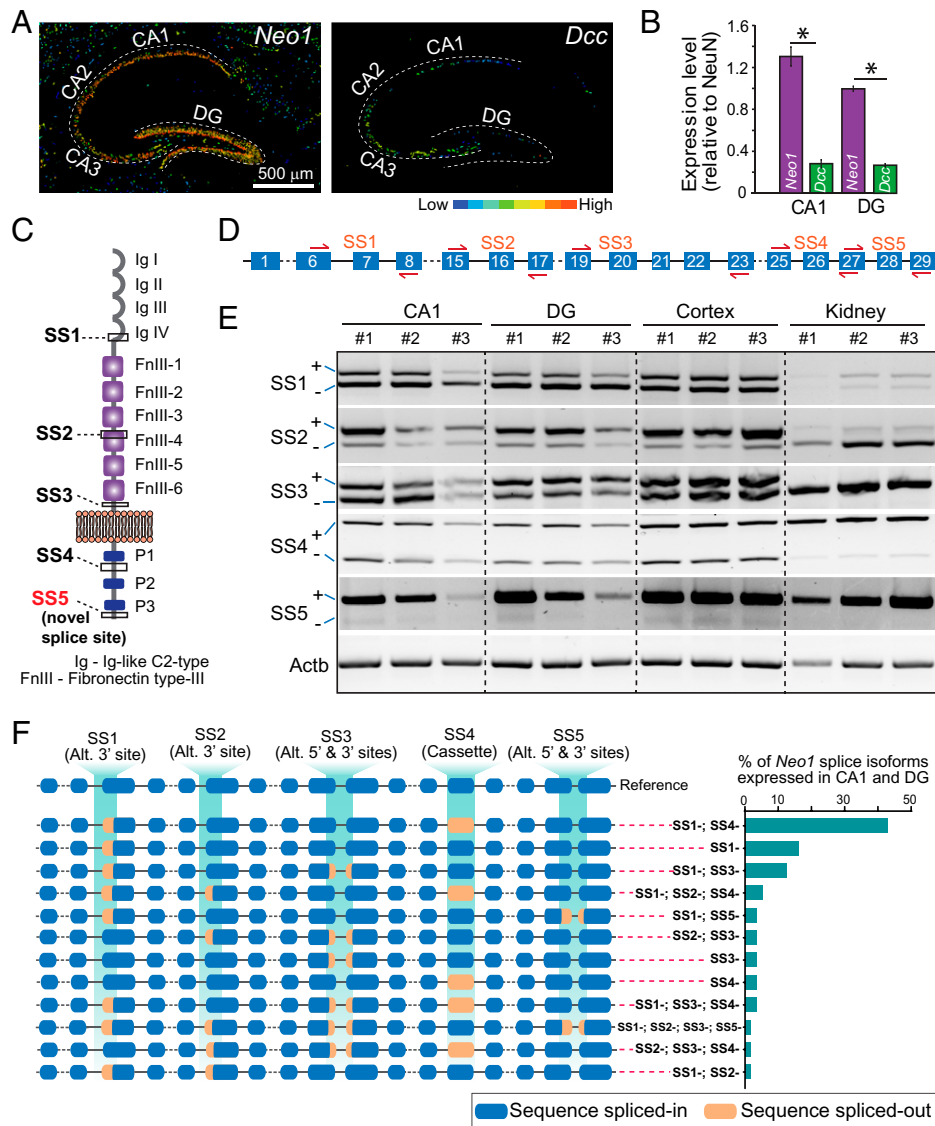 A
Neo1
CA1
CA2
CA3
DG
500 µm
Dcc
CA1
CA2
CA3
DG
Low
High
B
Expression level
(relative to NeuN)
1.6
1.2
0.8
0.4
0
*
*
Neo1
Dcc
Neo1
Dcc
CA1
DG
C
Ig I
Ig II
Ig III
Ig IV
SS1
FnIII-1
FnIII-2
FnIII-3
SS2
FnIII-4
FnIII-5
FnIII-6
SS3
SS4
P1
P2
SS5
P3
(novel
splice site)
Ig - Ig-like C2-type
FnIII - Fibronectin type-III
D
SS1 SS2 SS3 SS4 SS5
1 6 7 8 15 16 17 19 20 21 22 23 25 26 27 28 29
E
CA1 DG Cortex Kidney
#1 #2 #3 #1 #2 #3 #1 #2 #3 #1 #2 #3
SS1 + -
SS2 + -
SS3 + -
SS4 + -
SS5 + -
Actb
F
SS1 SS2 SS3 SS4 SS5
(Alt. 3' site) (Alt. 3' site) (Alt. 5' & 3' sites) (Cassette) (Alt. 5' & 3' sites)
Reference
% of Neo1 splice isoforms
expressed in CA1 and DG
0 10 30 50
SS1-; SS4-
SS1-
SS1-; SS3-
SS1-; SS2-; SS4-
SS1-; SS5-
SS2-; SS3-
SS3-
SS4-
SS1-; SS3-; SS4-
SS1-; SS2-; SS3-; SS5-
SS2-; SS3-; SS4-
SS1-; SS2-
Sequence spliced-in
Sequence spliced-out